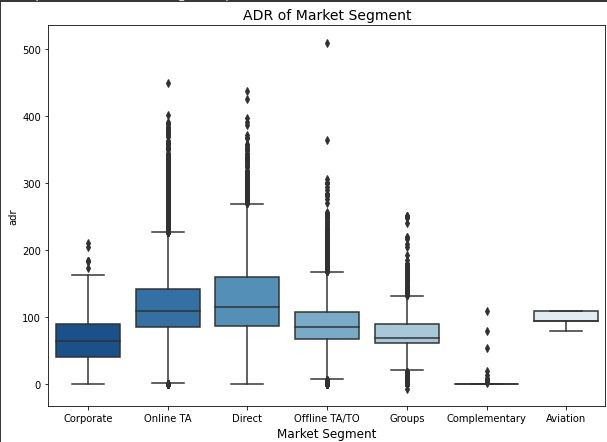 ADR of Market Segment
500
400
300
200
100
0
adr
Corporate Online TA Direct Offline TA/TO Groups Complementary Aviation
Market Segment